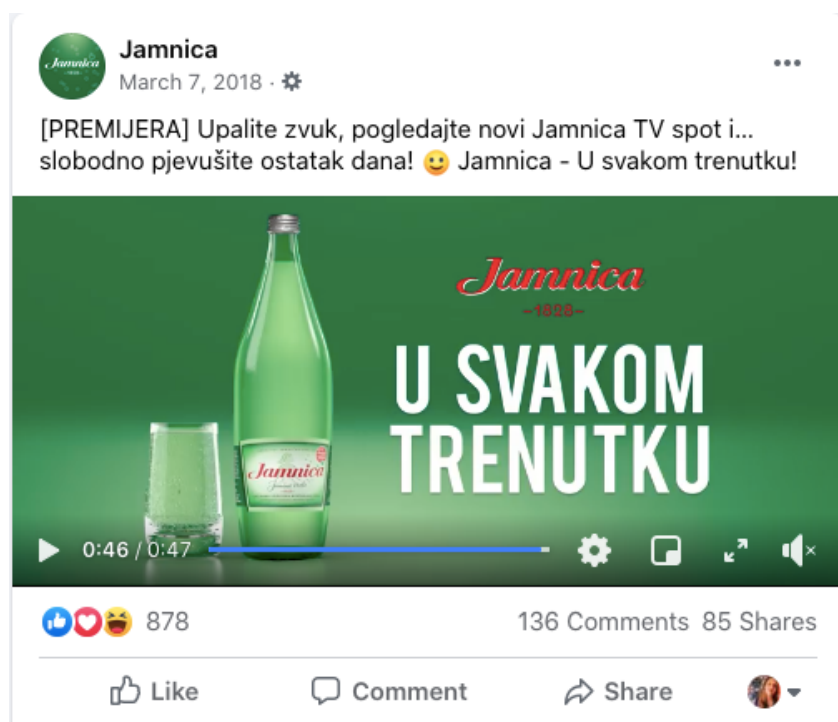 Jamnica
Jamnica
March 7, 2018 ·
[PREMIJERA] Upalite zvuk, pogledajte novi Jamnica TV spot i...
slobodno pjevušite ostatak dana! 🙂 Jamnica - U svakom trenutku!
Jamnica
-1828-
U SVAKOM
TRENUTKU
Jamnica
0:46 / 0:47
878
136 Comments 85 Shares
Like
Comment
Share